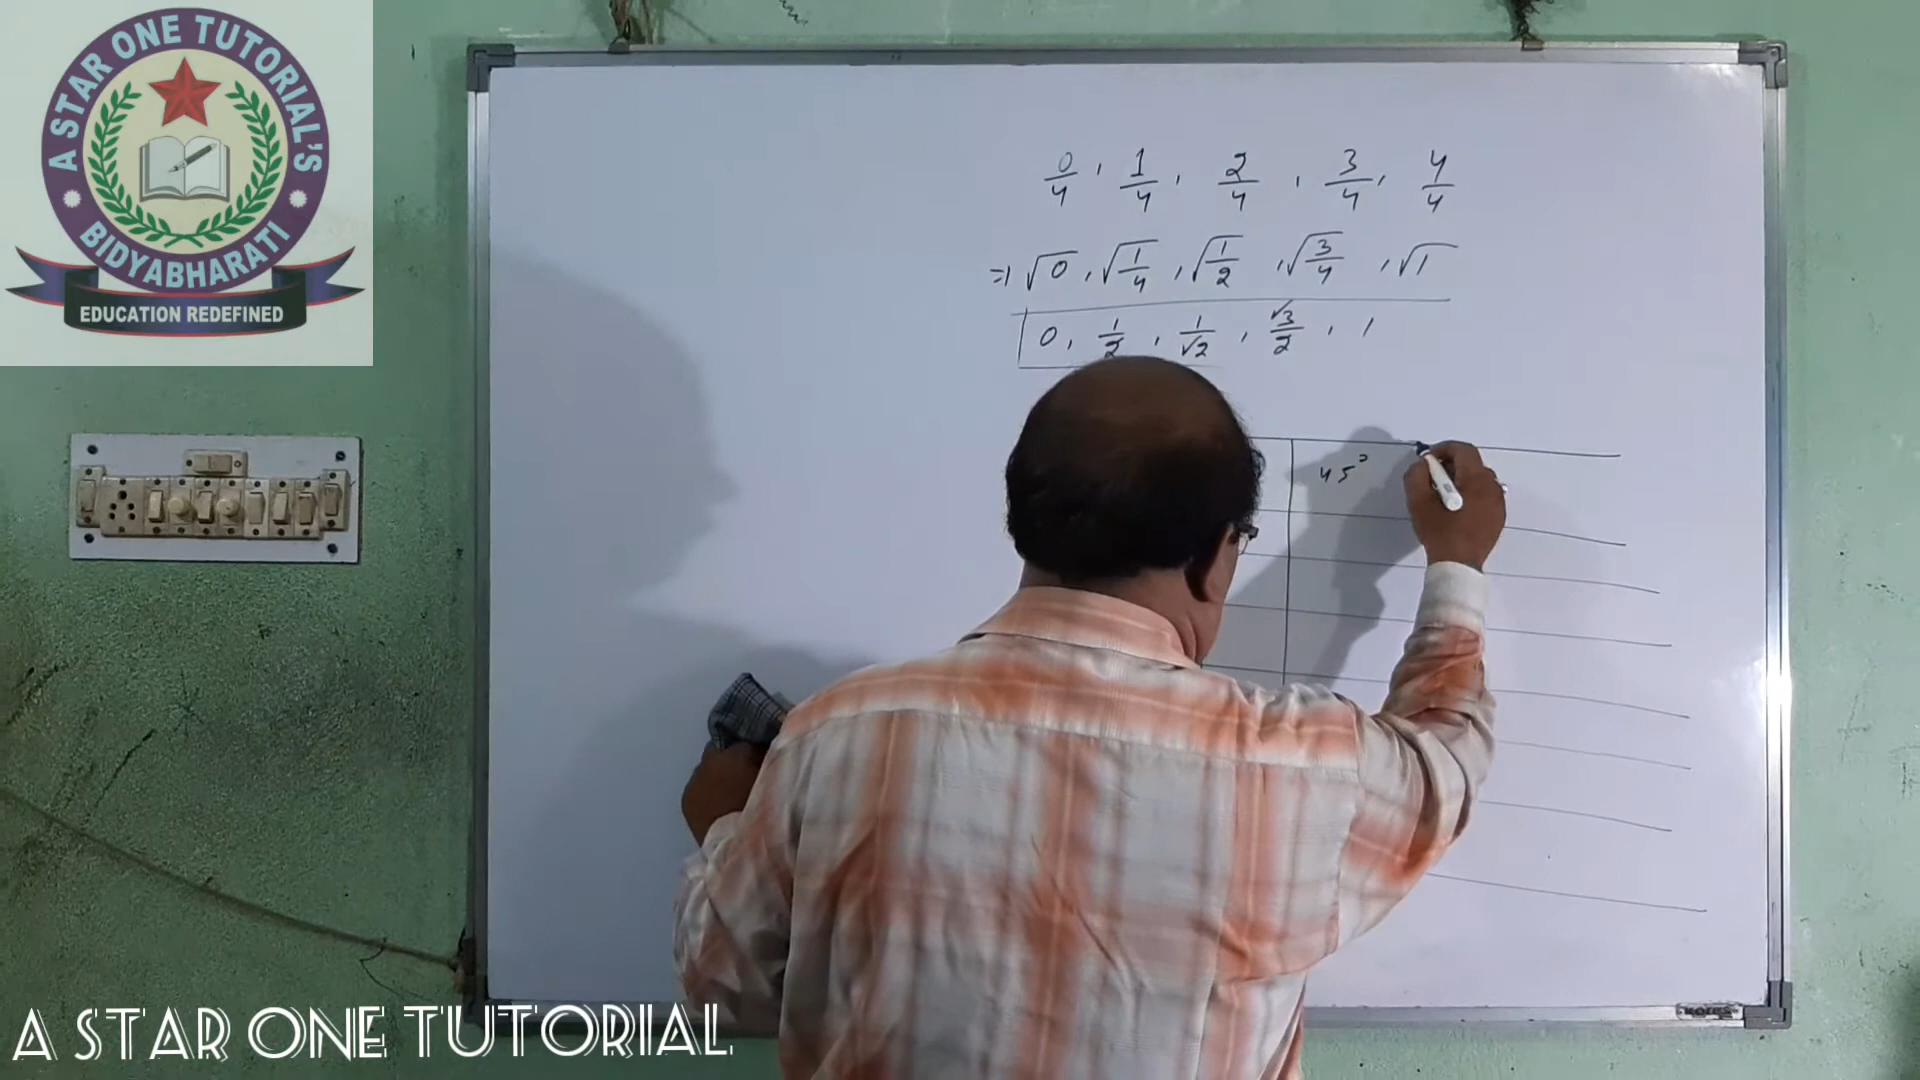 A STAR ONE TUTORIAL'S
BIDYABHARATI
EDUCATION REDEFINED
0/4, 1/4, 2/4, 3/4, 4/4
=) √0, √1/4, √1/2, √3/4, √1
0, 1/2, 1/√2, √3/2, 1
45°
A STAR ONE TUTORIAL